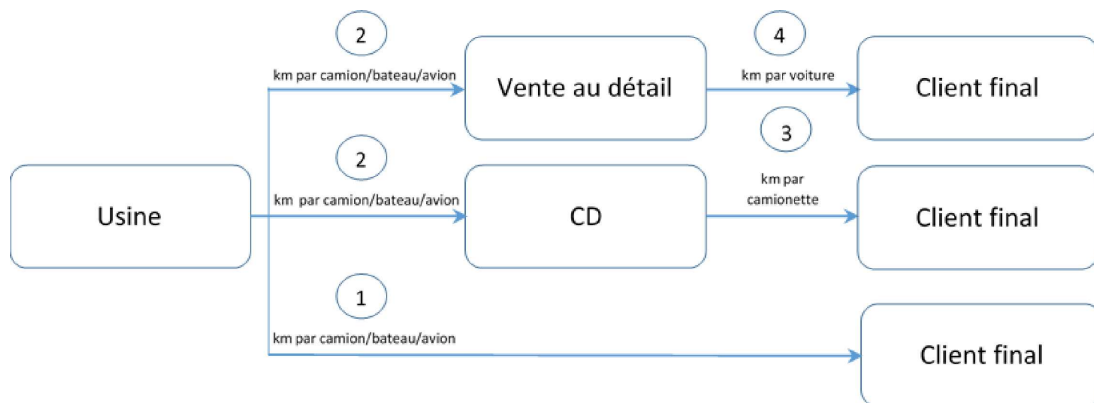 2
4
km par camion/bateau/avion
Vente au détail
km par voiture
Client final
2
3
Usine
km par camion/bateau/avion
CD
km par
camionette
Client final
1
km par camion/bateau/avion
Client final